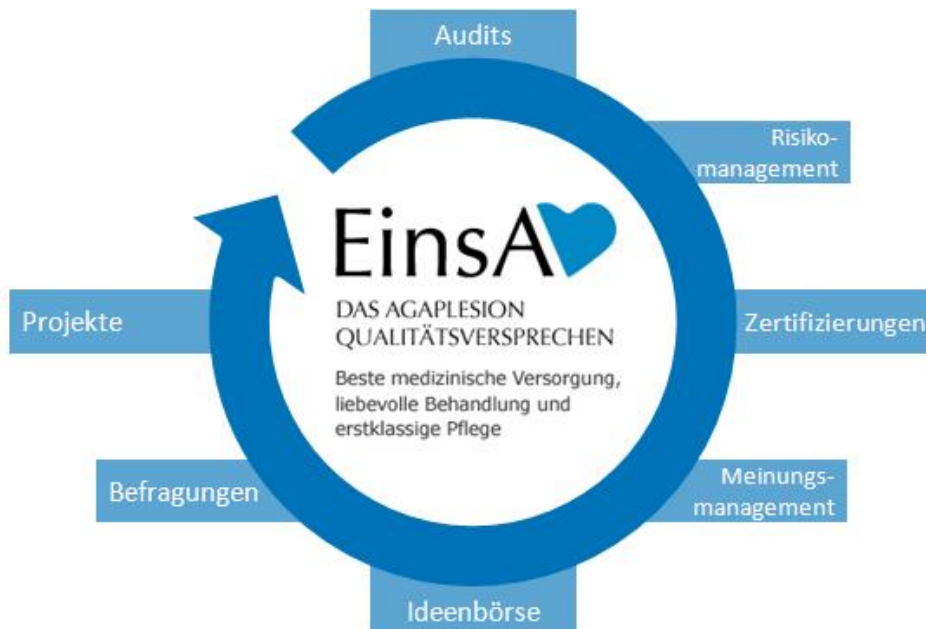 Audits
Risiko-
management
EinsA
DAS AGAPLESION
QUALITÄTSVERSPRECHEN
Beste medizinische Versorgung,
liebevolle Behandlung und
erstklassige Pflege
Projekte
Zertifizierungen
Befragungen
Meinungs-
management
Ideenbörse